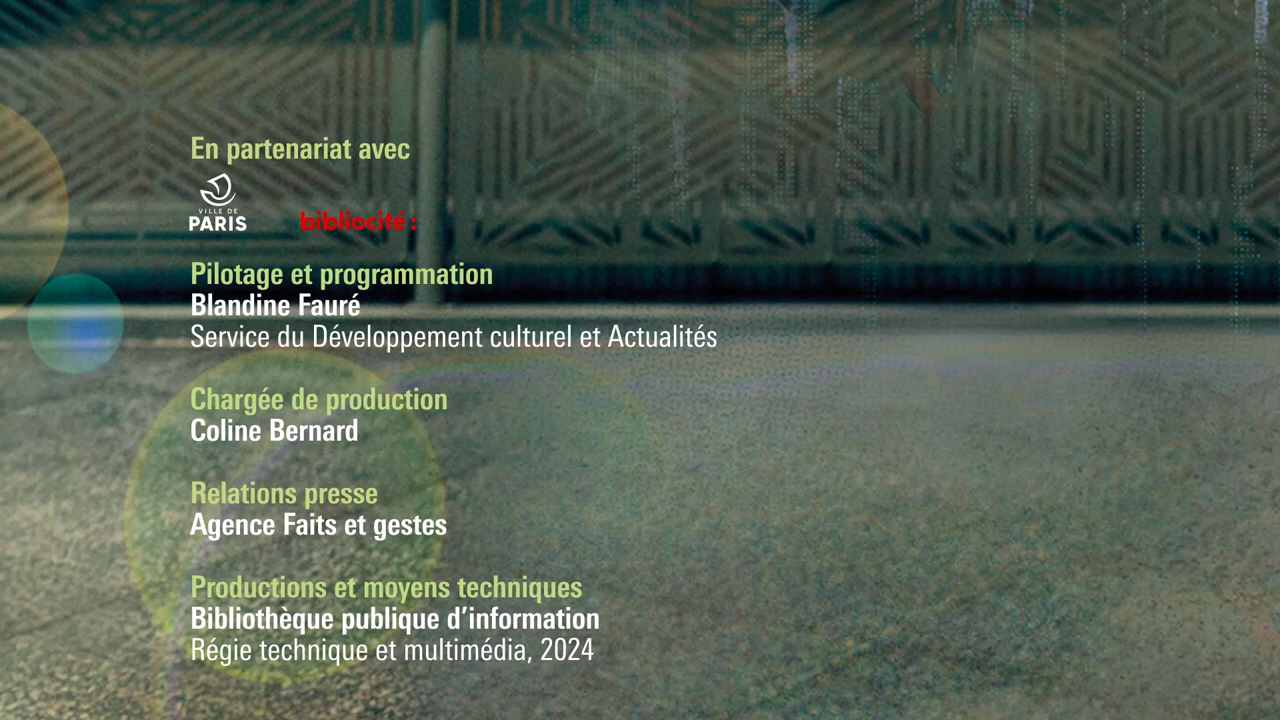 En partenariat avec
VILLE DE
PARIS
bibliocité :
Pilotage et programmation
Blandine Fauré
Service du Développement culturel et Actualités
Chargée de production
Coline Bernard
Relations presse
Agence Faits et gestes
Productions et moyens techniques
Bibliothèque publique d’information
Régie technique et multimédia, 2024